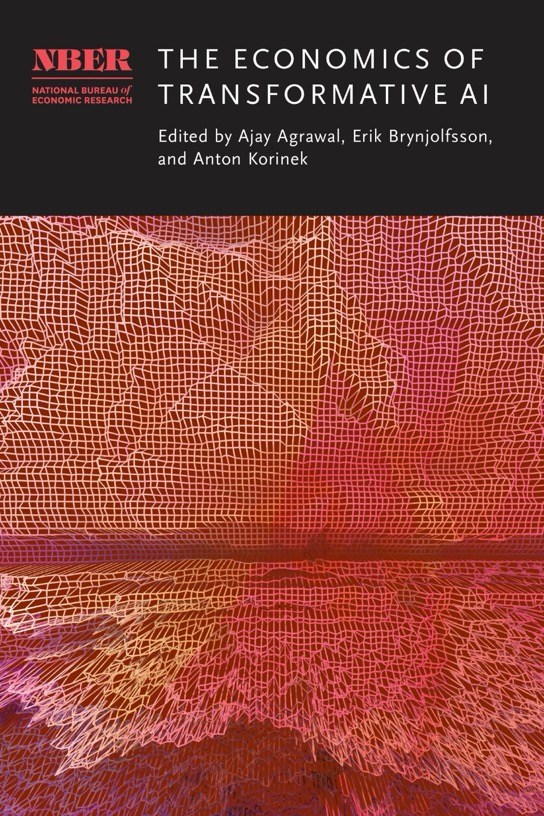 NBER
NATIONAL BUREAU of
ECONOMIC RESEARCH
THE ECONOMICS OF
TRANSFORMATIVE AI
Edited by Ajay Agrawal, Erik Brynjolfsson,
and Anton Korinek